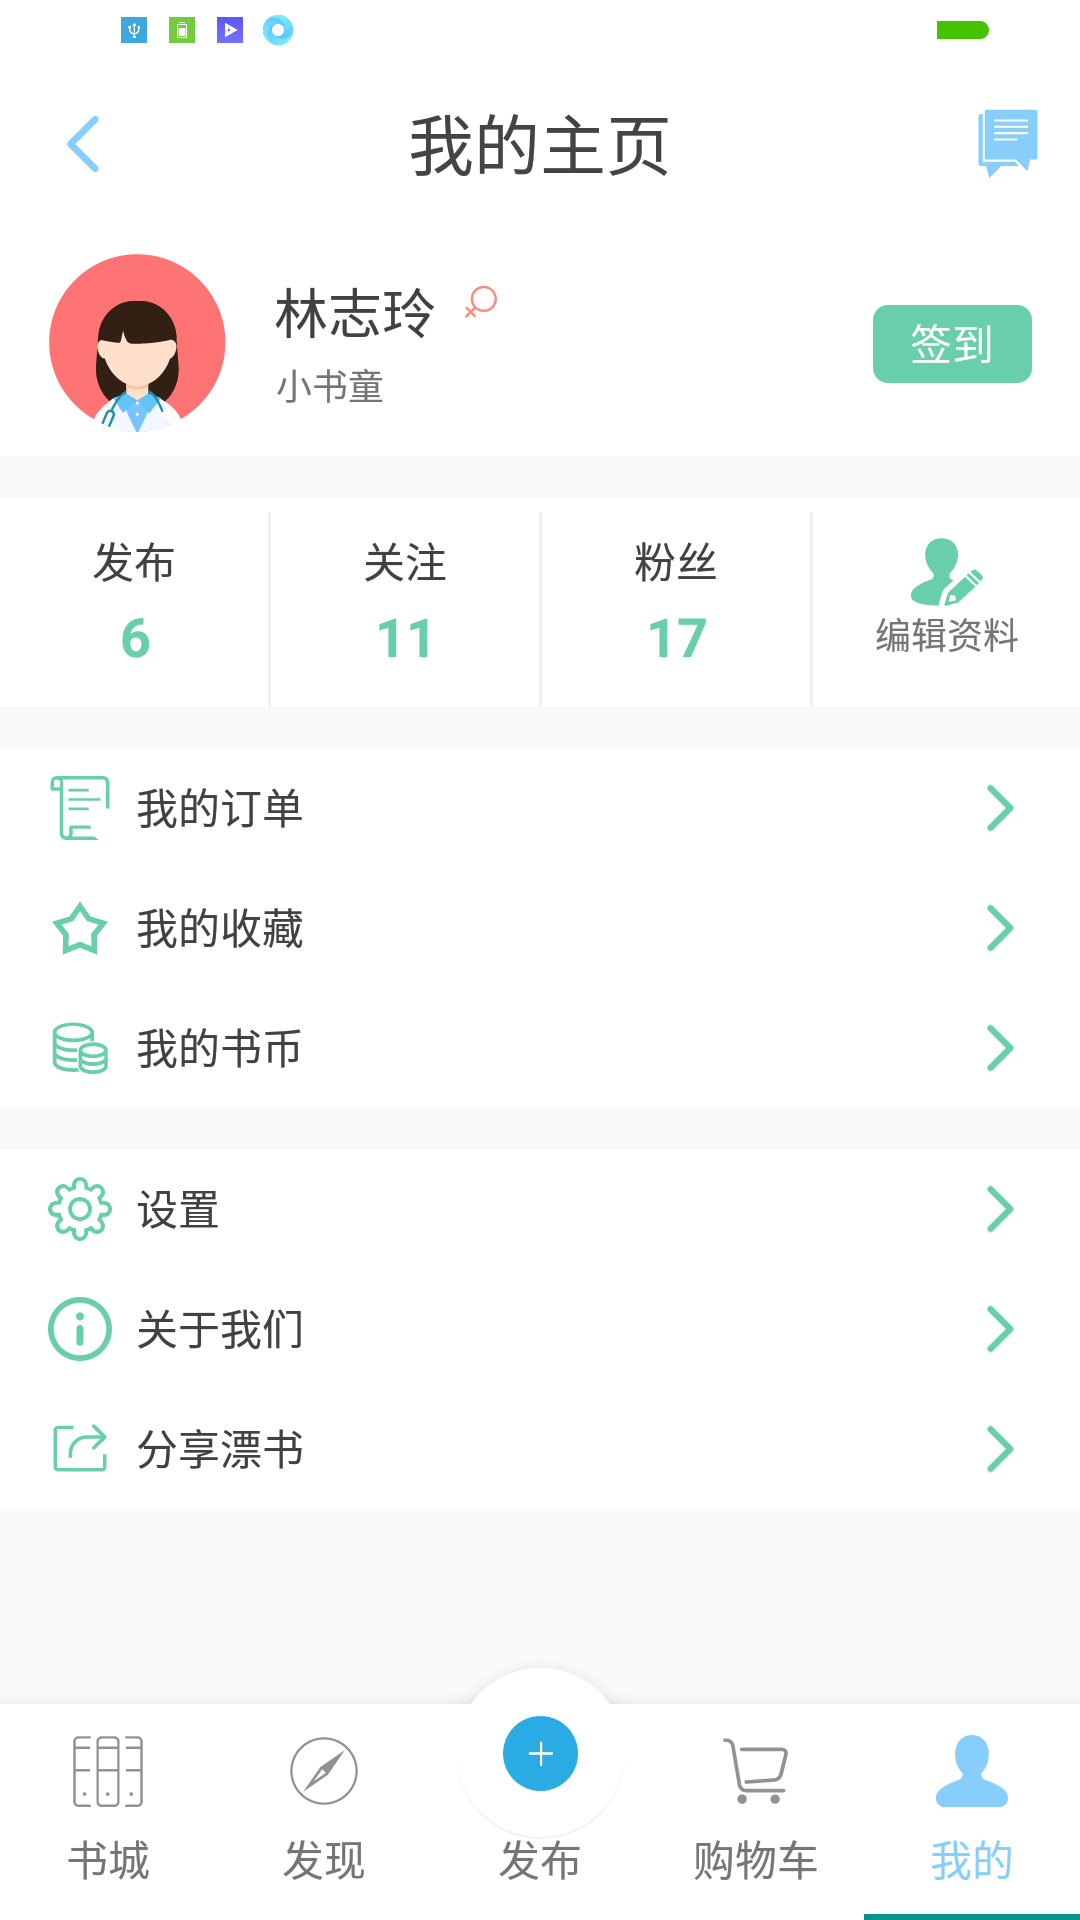 我的主页
林志玲
小书童
签到
发布
6
关注
11
粉丝
17
编辑资料
我的订单
我的收藏
我的书币
设置
关于我们
分享漂书
书城
发现
发布
购物车
我的